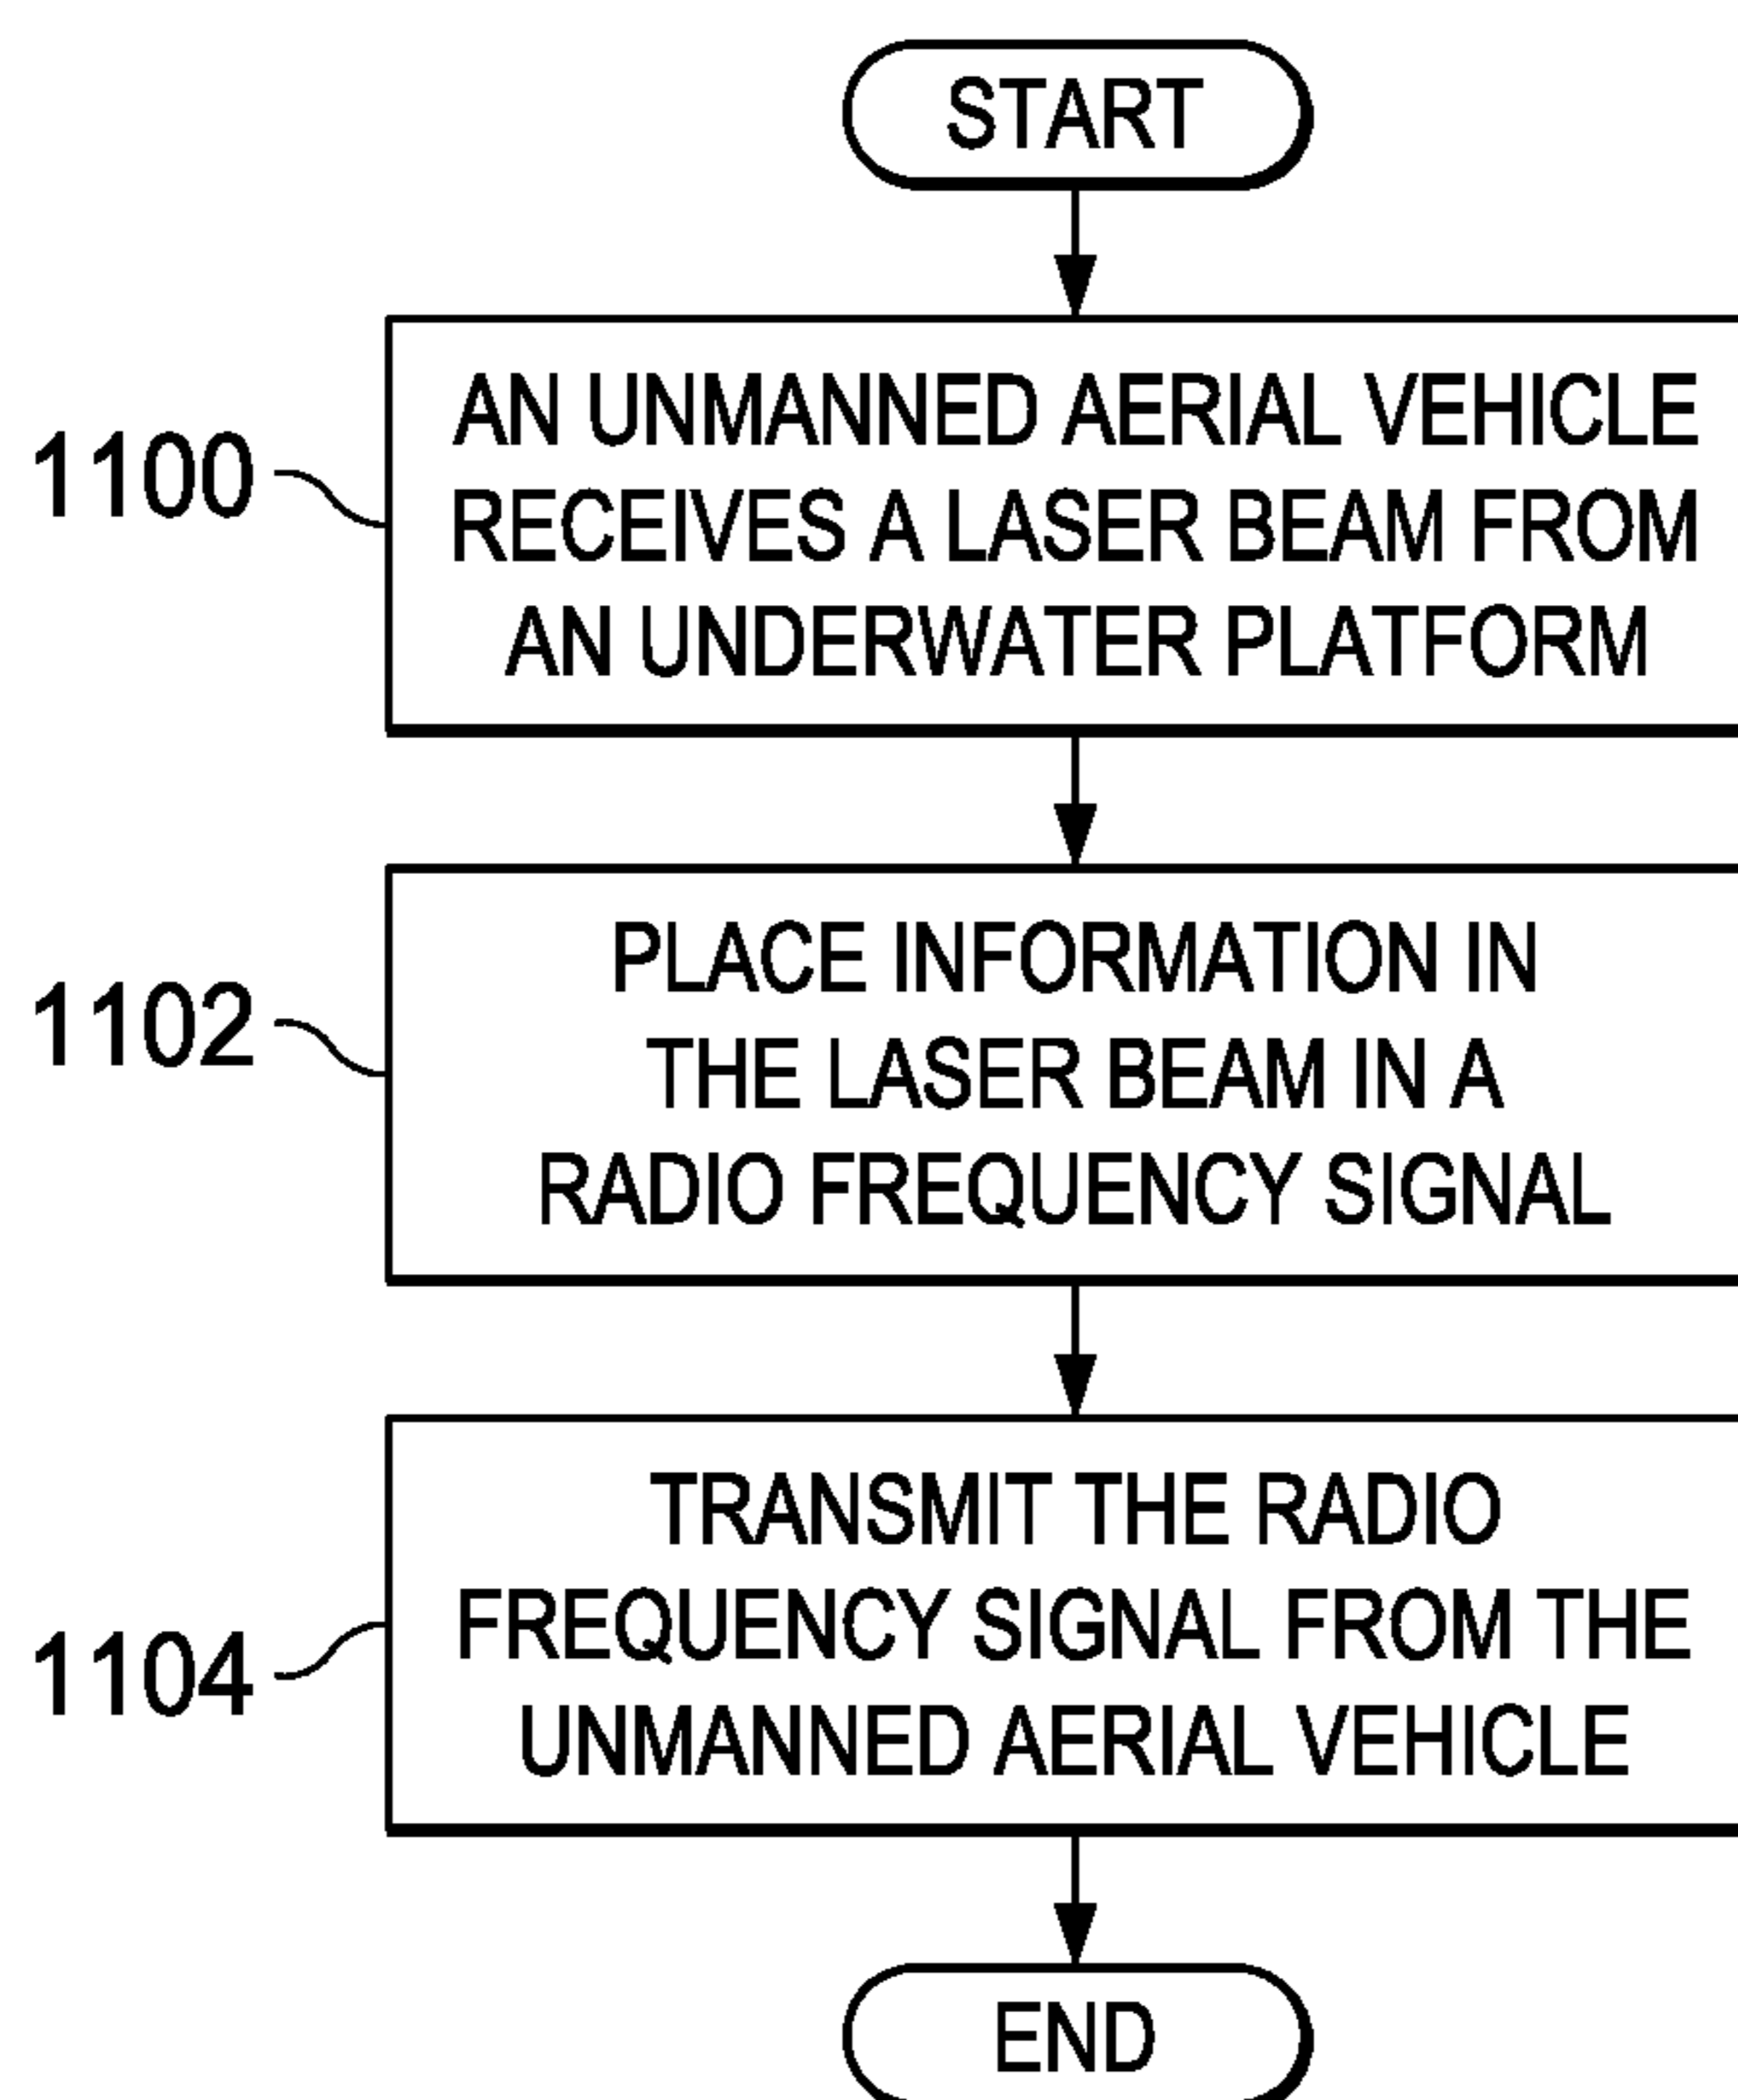 START
1100
AN UNMANNED AERIAL VEHICLE
RECEIVES A LASER BEAM FROM
AN UNDERWATER PLATFORM
1102
PLACE INFORMATION IN
THE LASER BEAM IN A
RADIO FREQUENCY SIGNAL
1104
TRANSMIT THE RADIO
FREQUENCY SIGNAL FROM THE
UNMANNED AERIAL VEHICLE
END